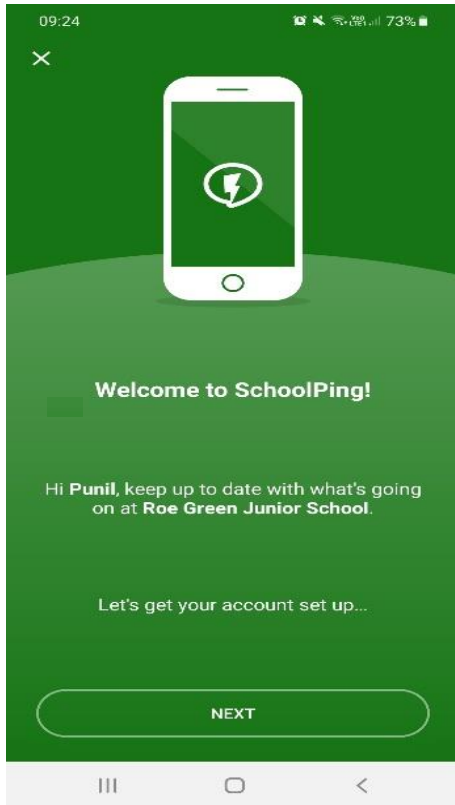 09:24 73%
Welcome to SchoolPing!
Hi Punil, keep up to date with what's going
on at Roe Green Junior School.
Let's get your account set up...
NEXT